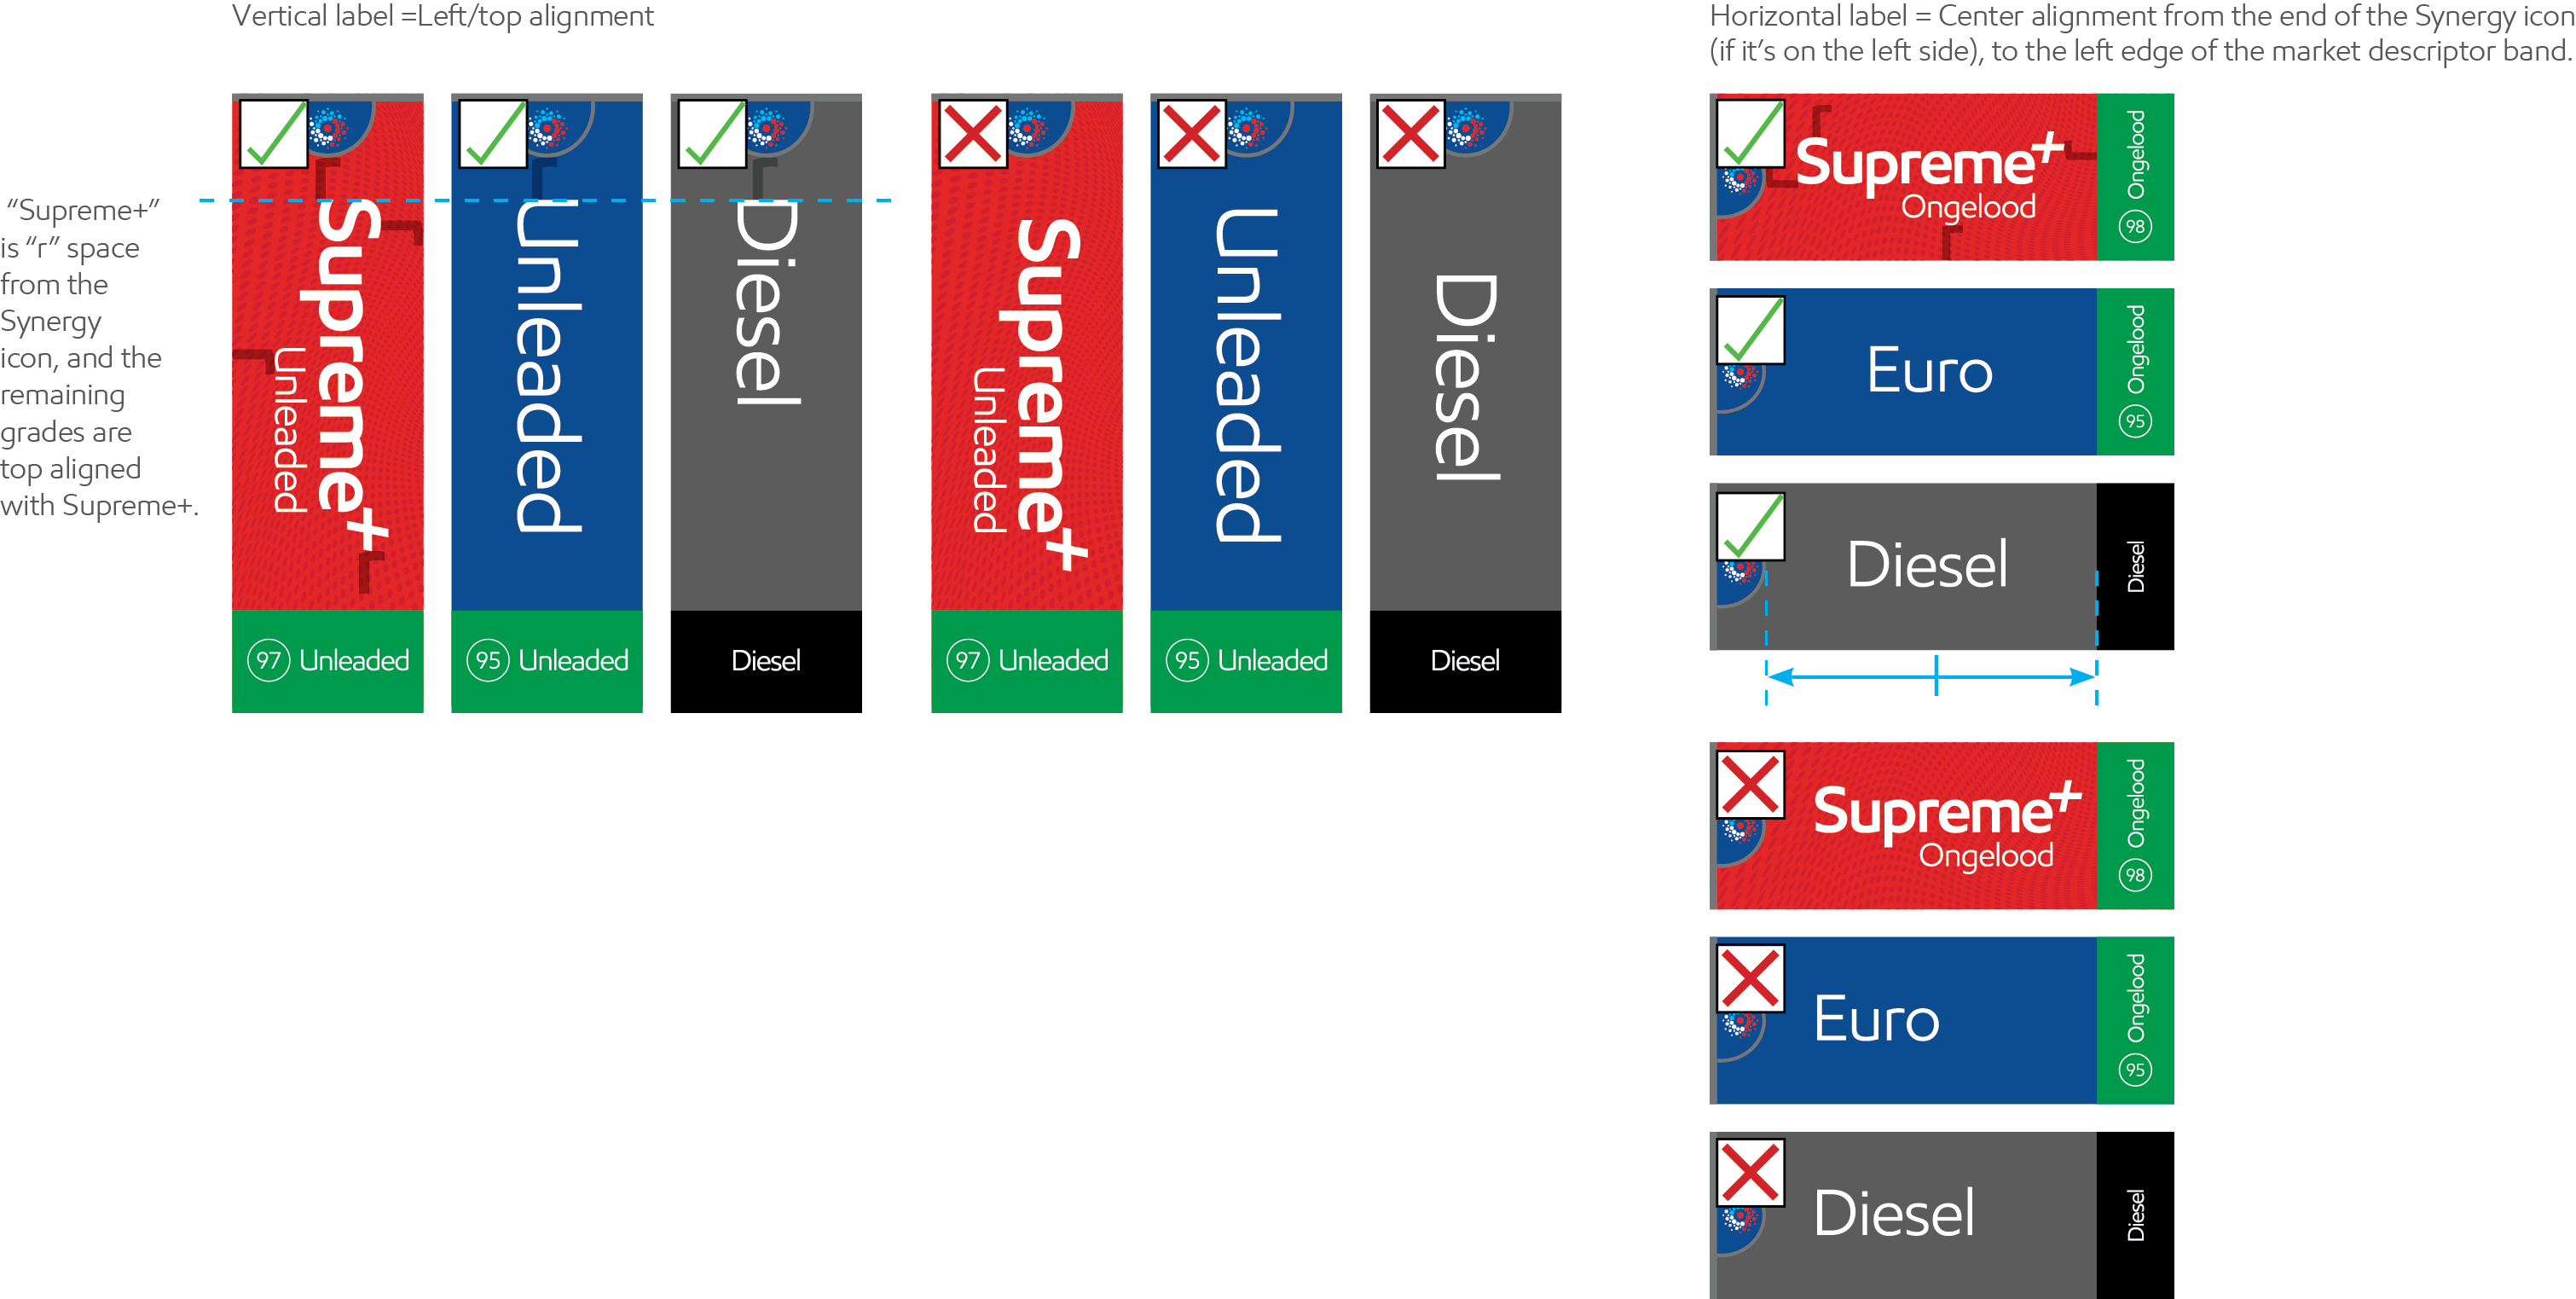 Vertical label =Left/top alignment
“Supreme+”
is “r” space
from the
Synergy
icon, and the
remaining
grades are
top aligned
with Supreme+.
Supreme+
Unleaded
97 Unleaded
Unleaded
95 Unleaded
Diesel
Diesel
Supreme+
Unleaded
97 Unleaded
Unleaded
95 Unleaded
Diesel
Diesel
Horizontal label = Center alignment from the end of the Synergy icon
(if it’s on the left side), to the left edge of the market descriptor band.
Supreme+
Ongelood
98 Ongelood
Euro
95 Ongelood
Diesel
Diesel
Supreme+
Ongelood
98 Ongelood
Euro
95 Ongelood
Diesel
Diesel